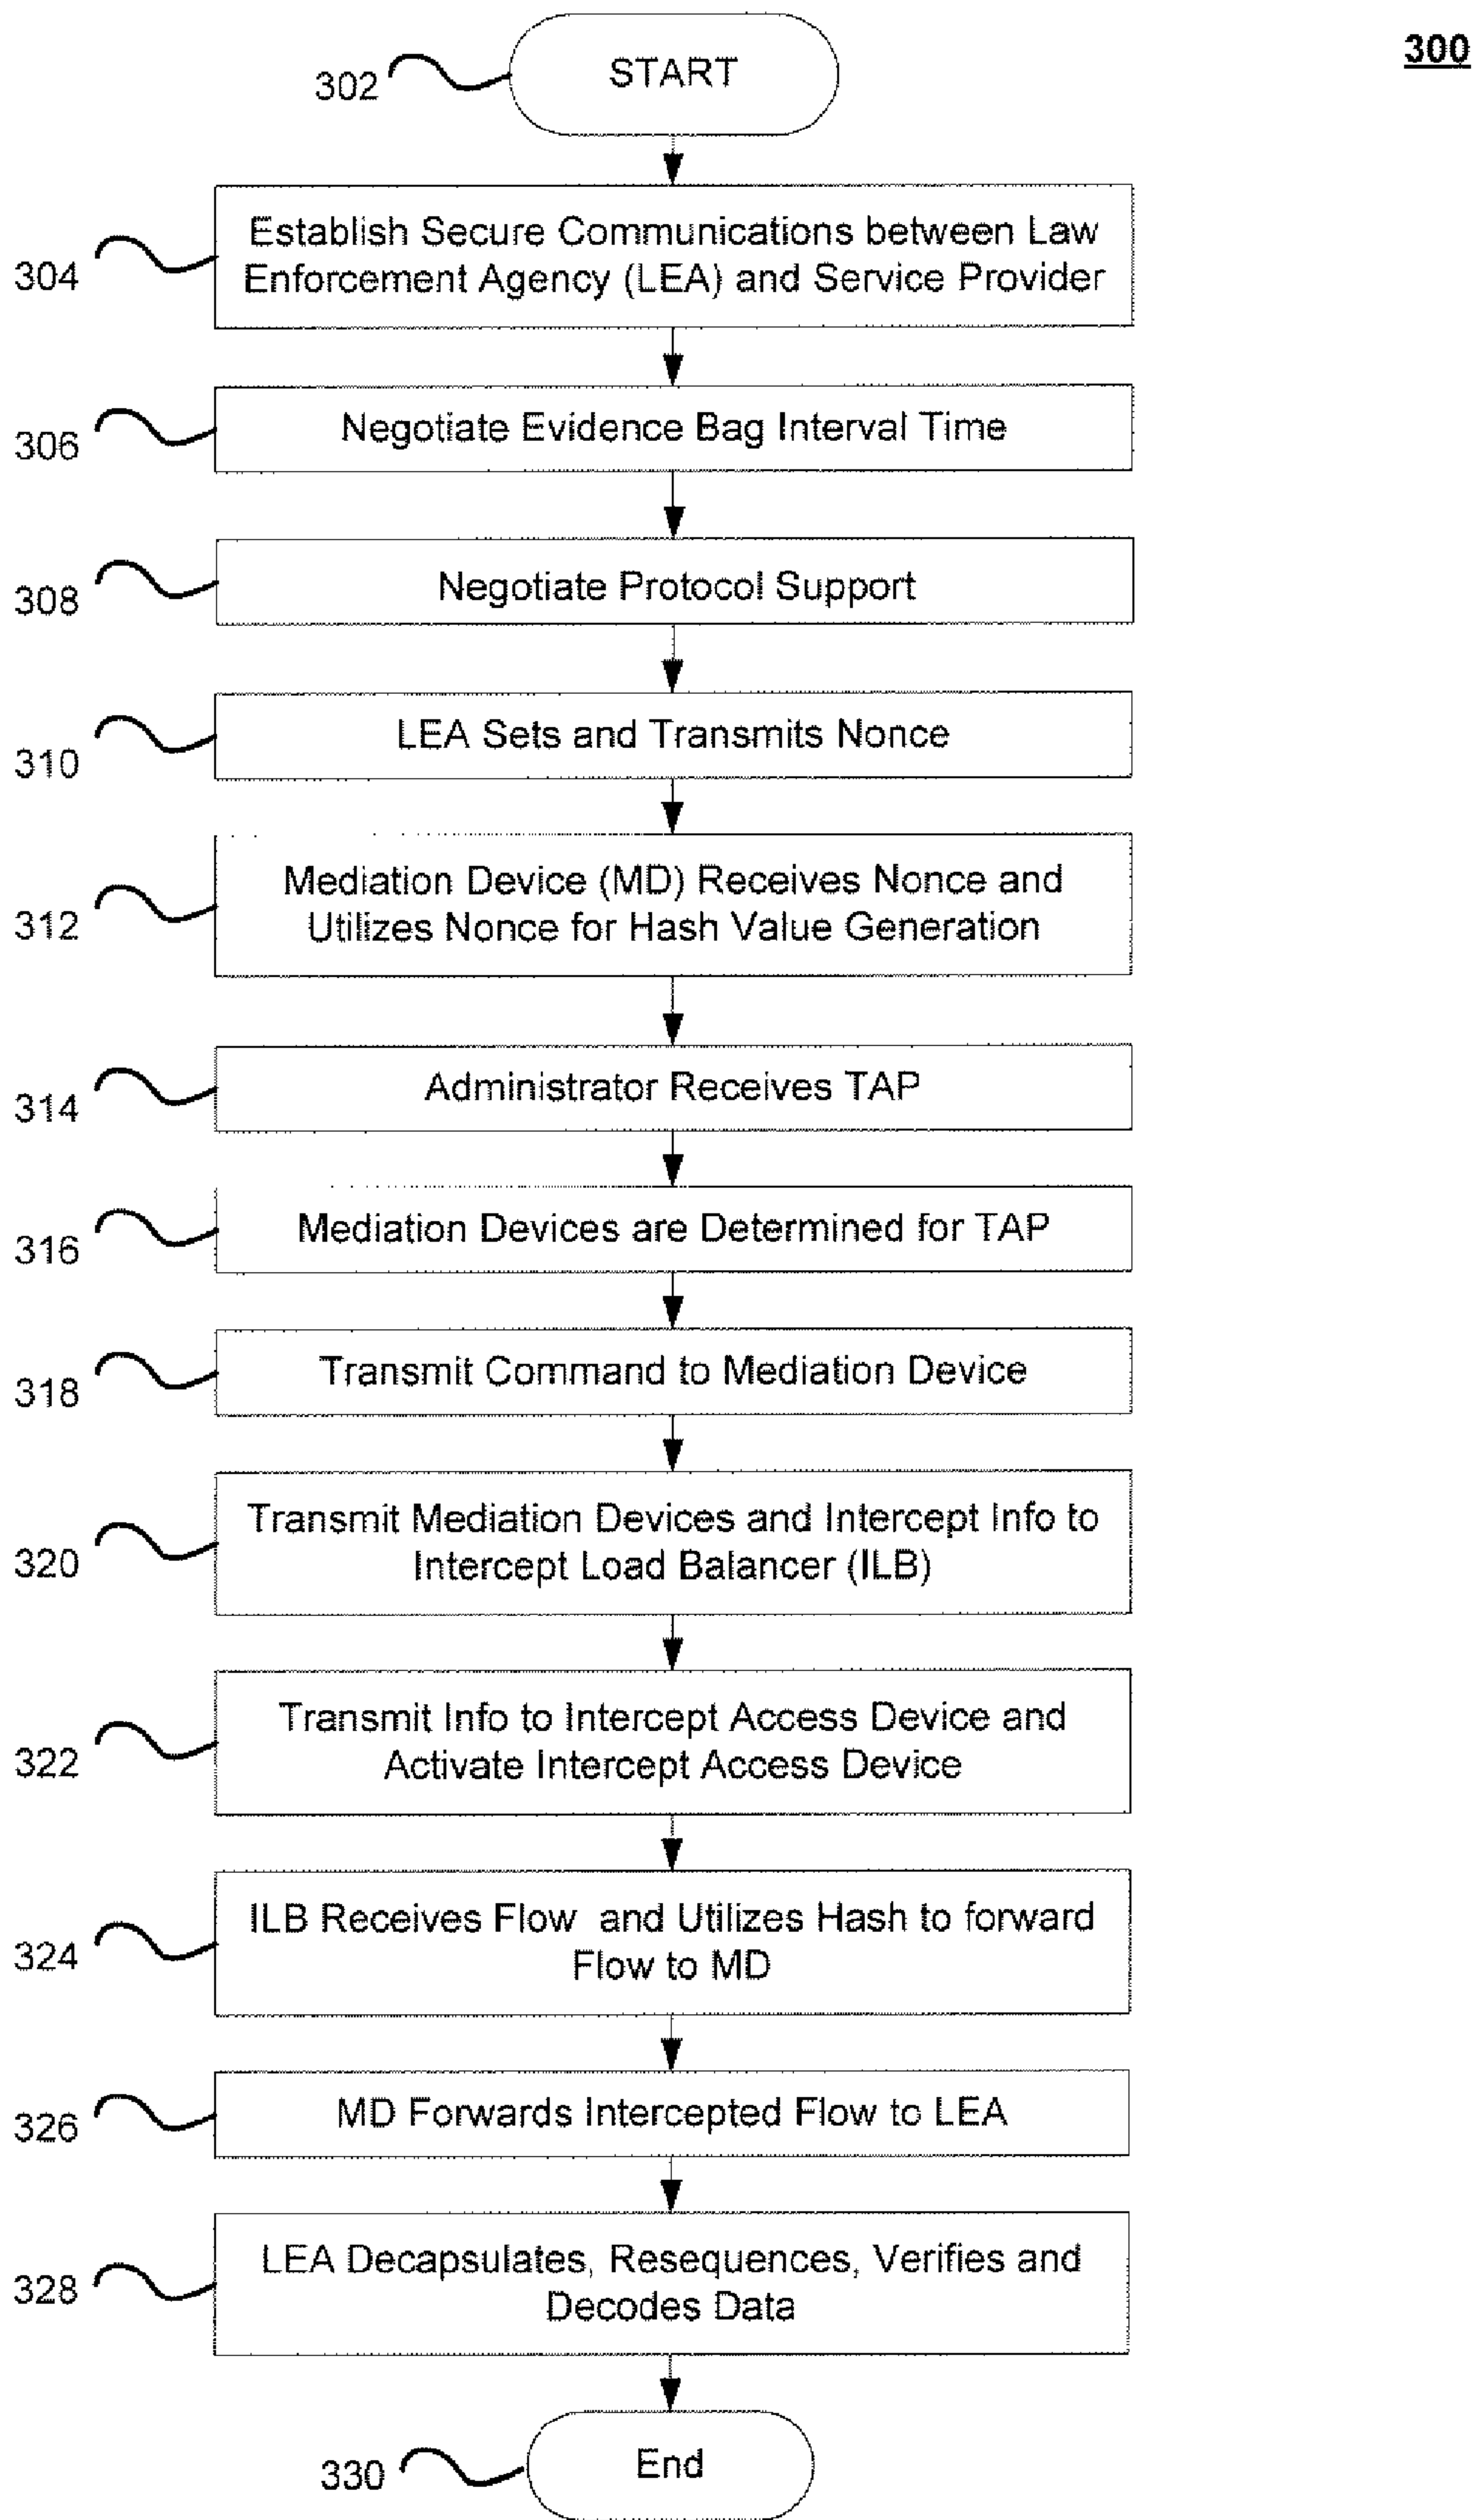 300
302
START
304
Establish Secure Communications between Law
Enforcement Agency (LEA) and Service Provider
306
Negotiate Evidence Bag Interval Time
308
Negotiate Protocol Support
310
LEA Sets and Transmits Nonce
312
Mediation Device (MD) Receives Nonce and
Utilizes Nonce for Hash Value Generation
314
Administrator Receives TAP
316
Mediation Devices are Determined for TAP
318
Transmit Command to Mediation Device
320
Transmit Mediation Devices and Intercept Info to
Intercept Load Balancer (ILB)
322
Transmit Info to Intercept Access Device and
Activate Intercept Access Device
324
ILB Receives Flow and Utilizes Hash to forward
Flow to MD
326
MD Forwards Intercepted Flow to LEA
328
LEA Decapsulates, Resequences, Verifies and
Decodes Data
330
End